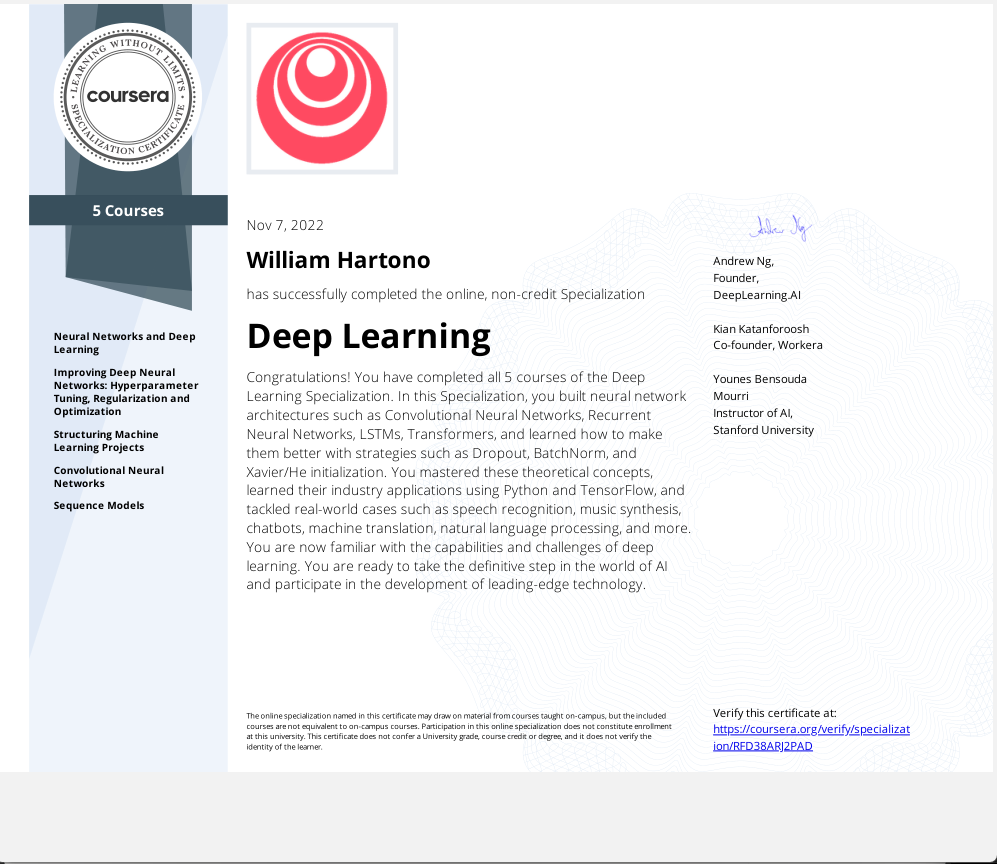 LEARNING WITHOUT LIMITS
coursera
SPECIALIZATION CERTIFICATE
5 Courses
Neural Networks and Deep
Learning
Improving Deep Neural
Networks: Hyperparameter
Tuning, Regularization and
Optimization
Structuring Machine
Learning Projects
Convolutional Neural
Networks
Sequence Models
Nov 7, 2022
William Hartono
has successfully completed the online, non-credit Specialization
Deep Learning
Congratulations! You have completed all 5 courses of the Deep
Learning Specialization. In this Specialization, you built neural network
architectures such as Convolutional Neural Networks, Recurrent
Neural Networks, LSTMs, Transformers, and learned how to make
them better with strategies such as Dropout, BatchNorm, and
Xavier/He initialization. You mastered these theoretical concepts,
learned their industry applications using Python and TensorFlow, and
tackled real-world cases such as speech recognition, music synthesis,
chatbots, machine translation, natural language processing, and more.
You are now familiar with the capabilities and challenges of deep
learning. You are ready to take the definitive step in the world of AI
and participate in the development of leading-edge technology.
Andrew Ng
Andrew Ng,
Founder,
DeepLearning.AI
Kian Katanforoosh
Co-founder, Workera
Younes Bensouda
Mourri
Instructor of AI,
Stanford University
The online specialization named in this certificate may draw on material from courses taught on-campus, but the included
courses are not equivalent to on-campus courses. Participation in this online specialization does not constitute enrollment
at this university. This certificate does not confer a University grade, course credit or degree, and it does not verify the
identity of the learner.
Verify this certificate at:
https://coursera.org/verify/specializat
ion/RFD38ARJ2PAD